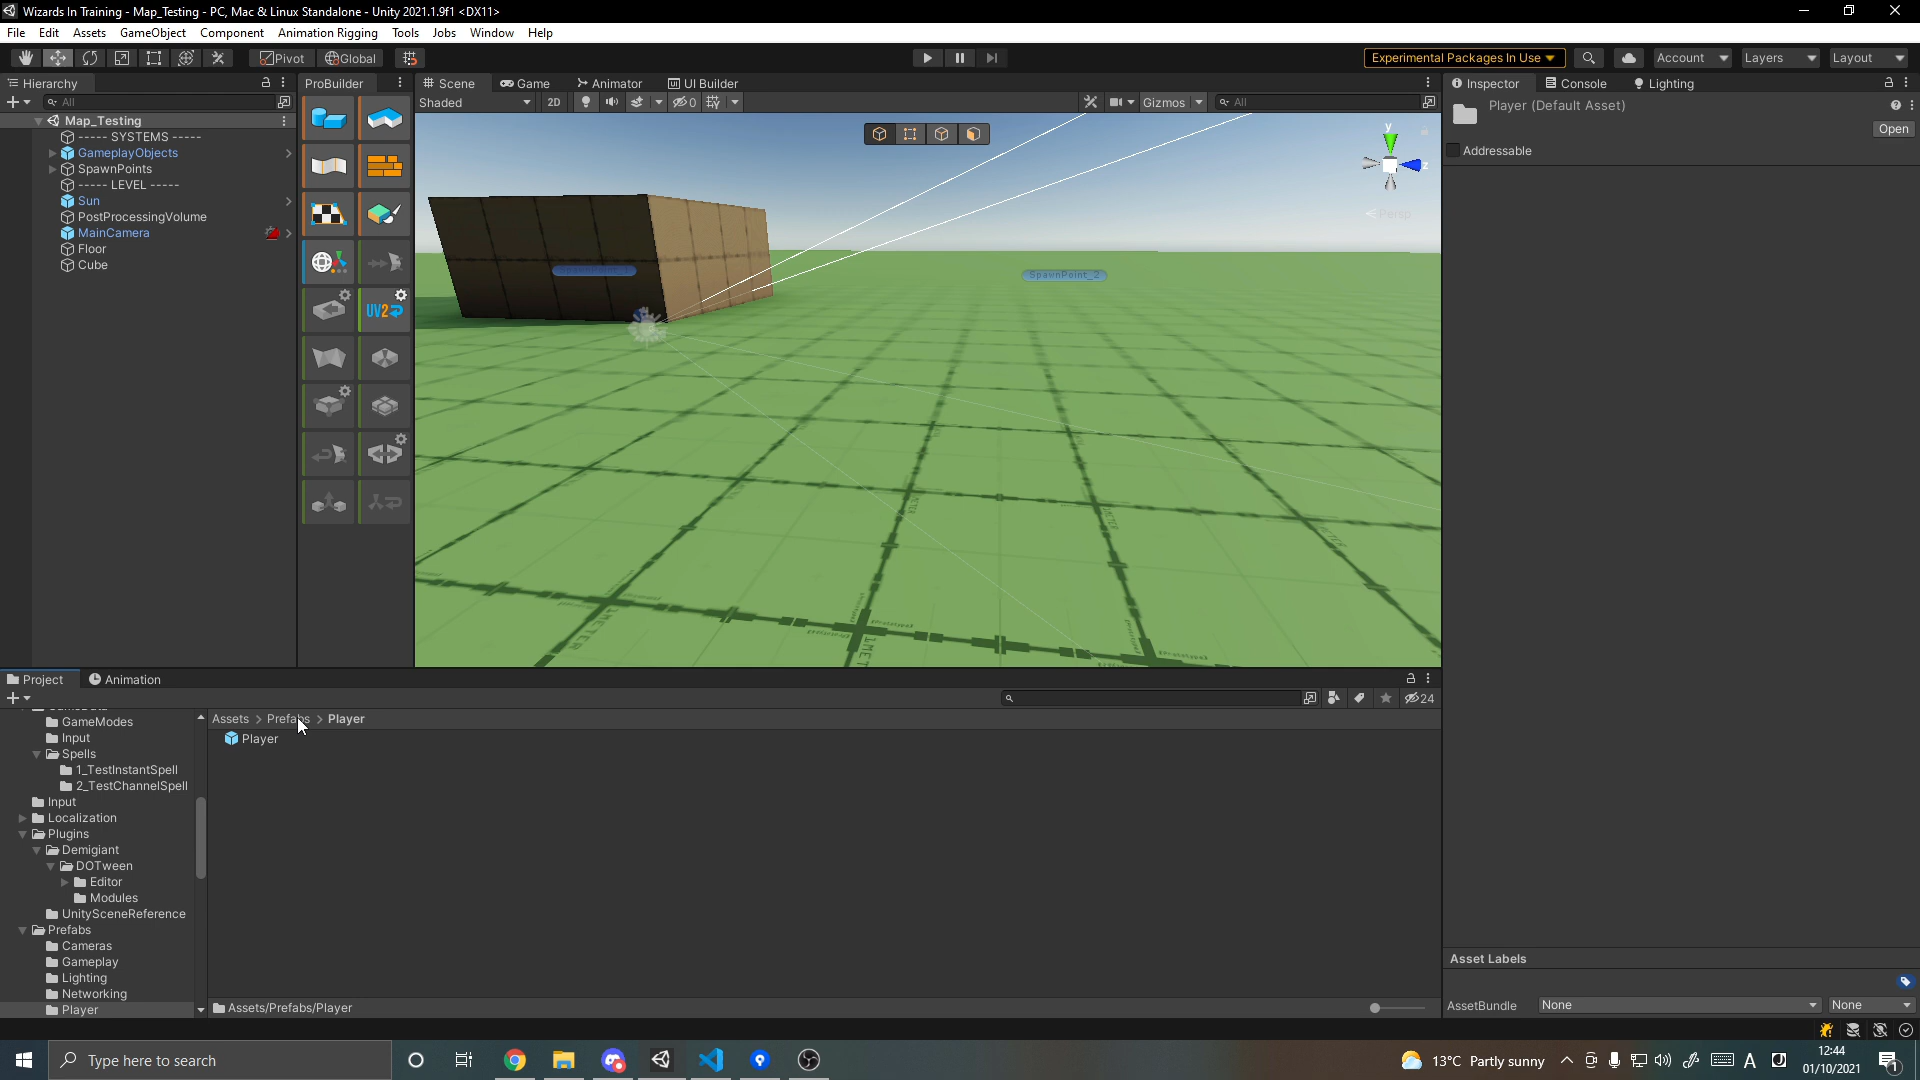 Wizards In Training - Map_Testing - PC, Mac & Linux Standalone - Unity 2021.1.9f1 <DX11>
File Edit Assets GameObject Component Animation Rigging Tools Jobs Window Help
Pivot Global Experimental Packages In Use Account Layers Layout
Hierarchy ProBuilder Scene Game Animator UI Builder Inspector Console Lighting
All Shaded 2D 0 Gizmos All
Player (Default Asset)
Open
Addressable
Map_Testing
----- SYSTEMS -----
GameplayObjects
SpawnPoints
----- LEVEL -----
Sun
PostProcessingVolume
MainCamera
Floor
Cube
UV2
y
z
Persp
SpawnPoint_2
1METER
Project Animation
24
Assets > Prefabs > Player
Player
GameModes
Input
Spells
1_TestInstantSpell
2_TestChannelSpell
Input
Localization
Plugins
Demigiant
DOTween
Editor
Modules
UnitySceneReference
Prefabs
Cameras
Gameplay
Lighting
Networking
Player
Assets/Prefabs/Player
Asset Labels
AssetBundle None None
Type here to search
13°C Partly sunny
A
12:44
01/10/2021
1